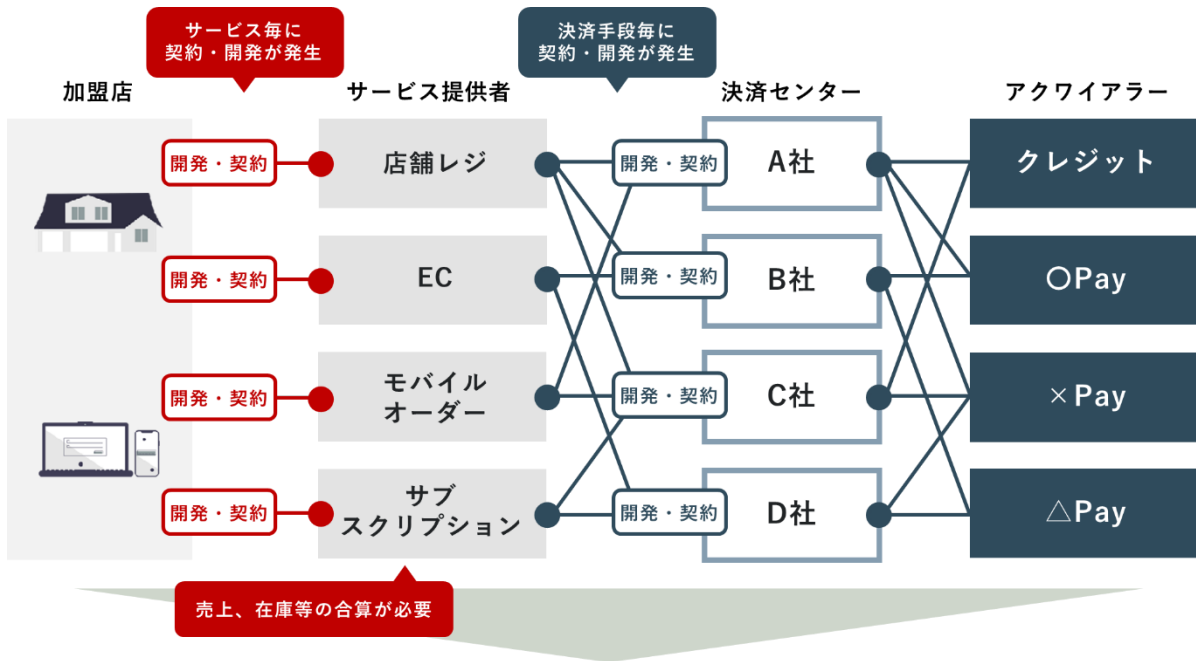 サービス毎に
契約・開発が発生
決済手段毎に
契約・開発が発生
加盟店
サービス提供者
決済センター
アクワイアラー
開発・契約
店舗レジ
開発・契約
A社
クレジット
開発・契約
EC
開発・契約
B社
〇Pay
開発・契約
モバイル
オーダー
開発・契約
C社
×Pay
開発・契約
サブ
スクリプション
開発・契約
D社
△Pay
売上、在庫等の合算が必要